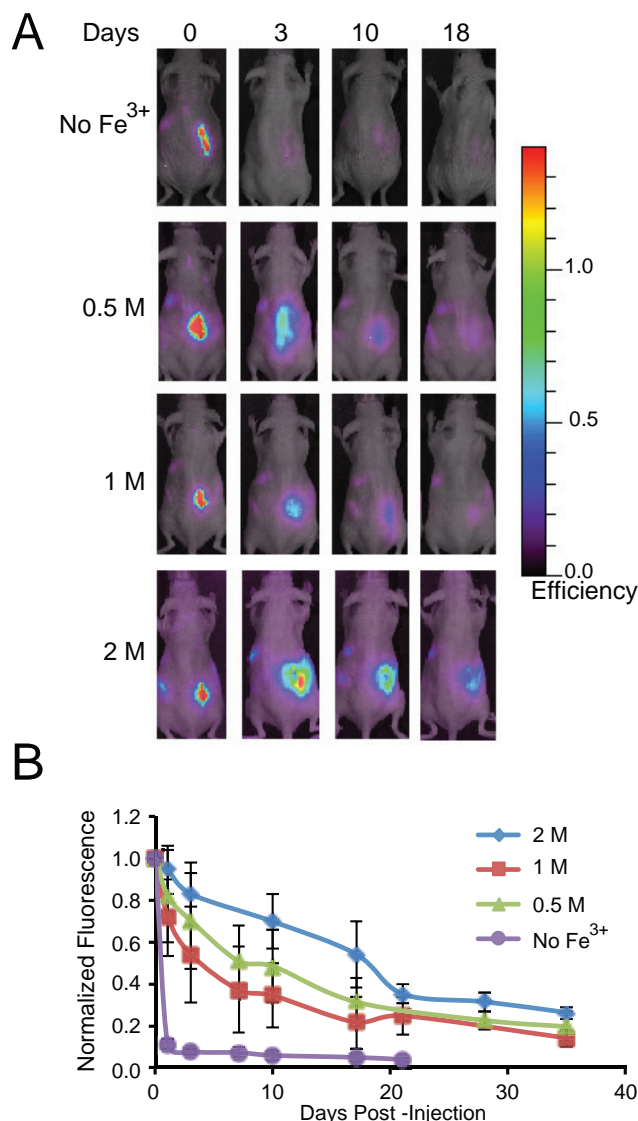 A
Days 0 3 10 18
No Fe3+
0.5 M
1 M
2 M
1.0
0.5
0.0
Efficiency
B
Normalized Fluorescence
1.2
1.0
0.8
0.6
0.4
0.2
0.0
0 10 20 30 40
Days Post -Injection
2 M
1 M
0.5 M
No Fe3+